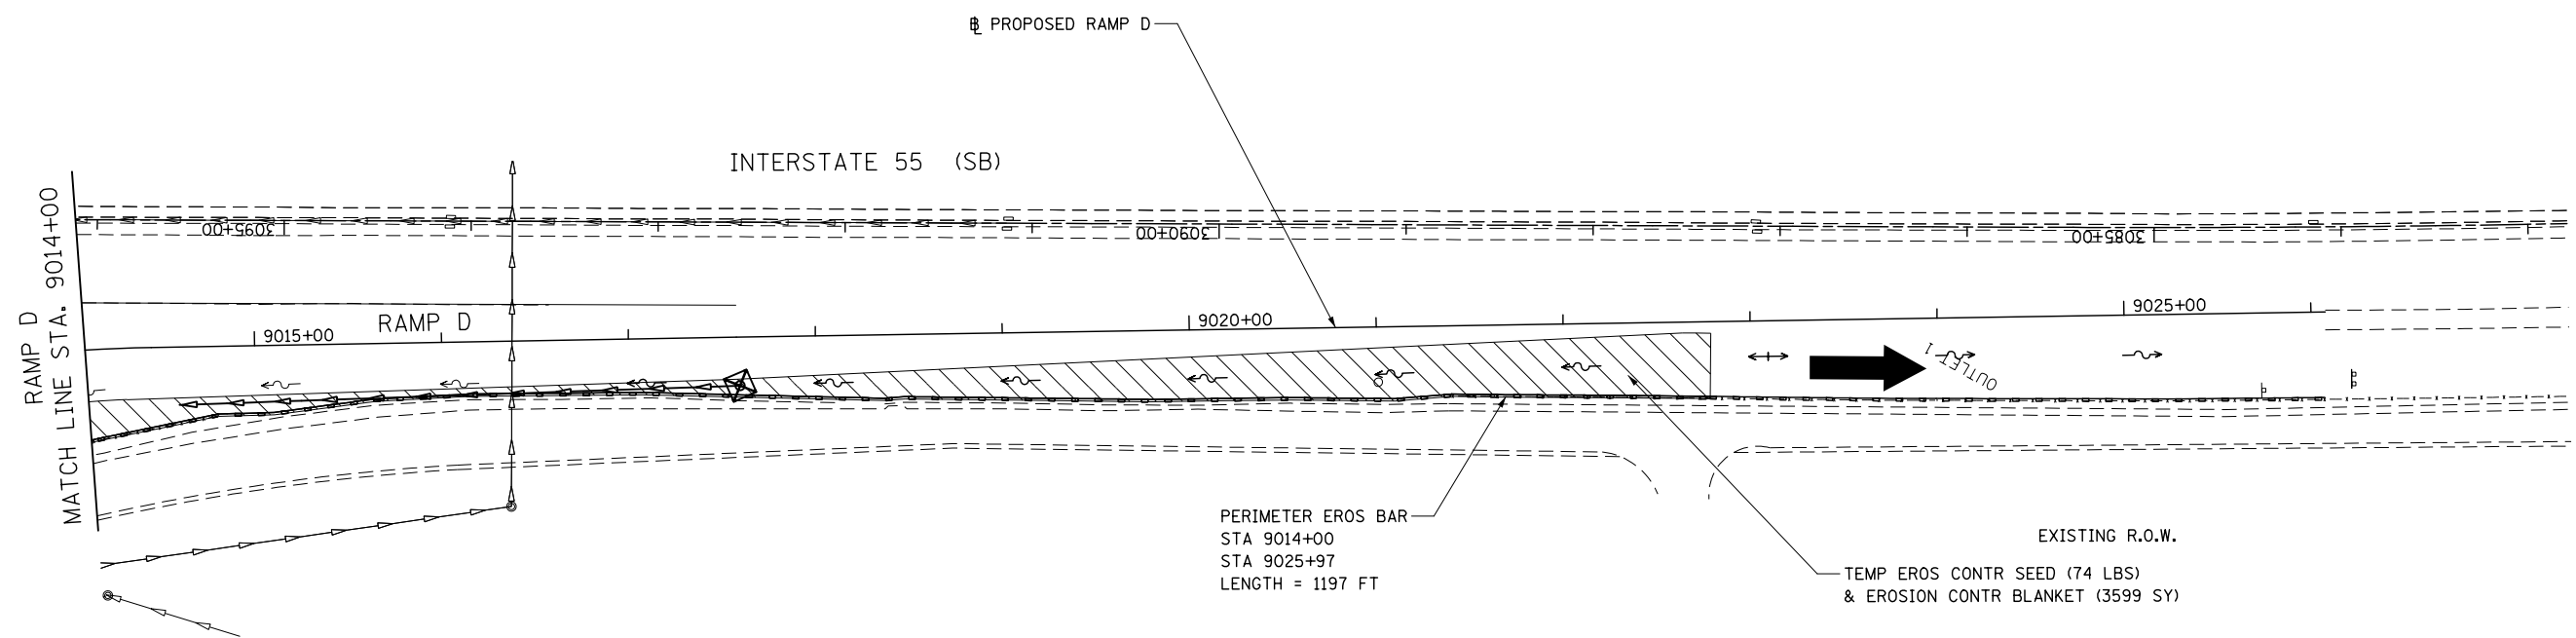 ℄ PROPOSED RAMP D
INTERSTATE 55 (SB)
3095+00
3090+00
3085+00
RAMP D
MATCH LINE STA. 9014+00
RAMP D
9015+00
9020+00
9025+00
OUTLET 1
PERIMETER EROS BAR
STA 9014+00
STA 9025+97
LENGTH = 1197 FT
EXISTING R.O.W.
TEMP EROS CONTR SEED (74 LBS)
& EROSION CONTR BLANKET (3599 SY)